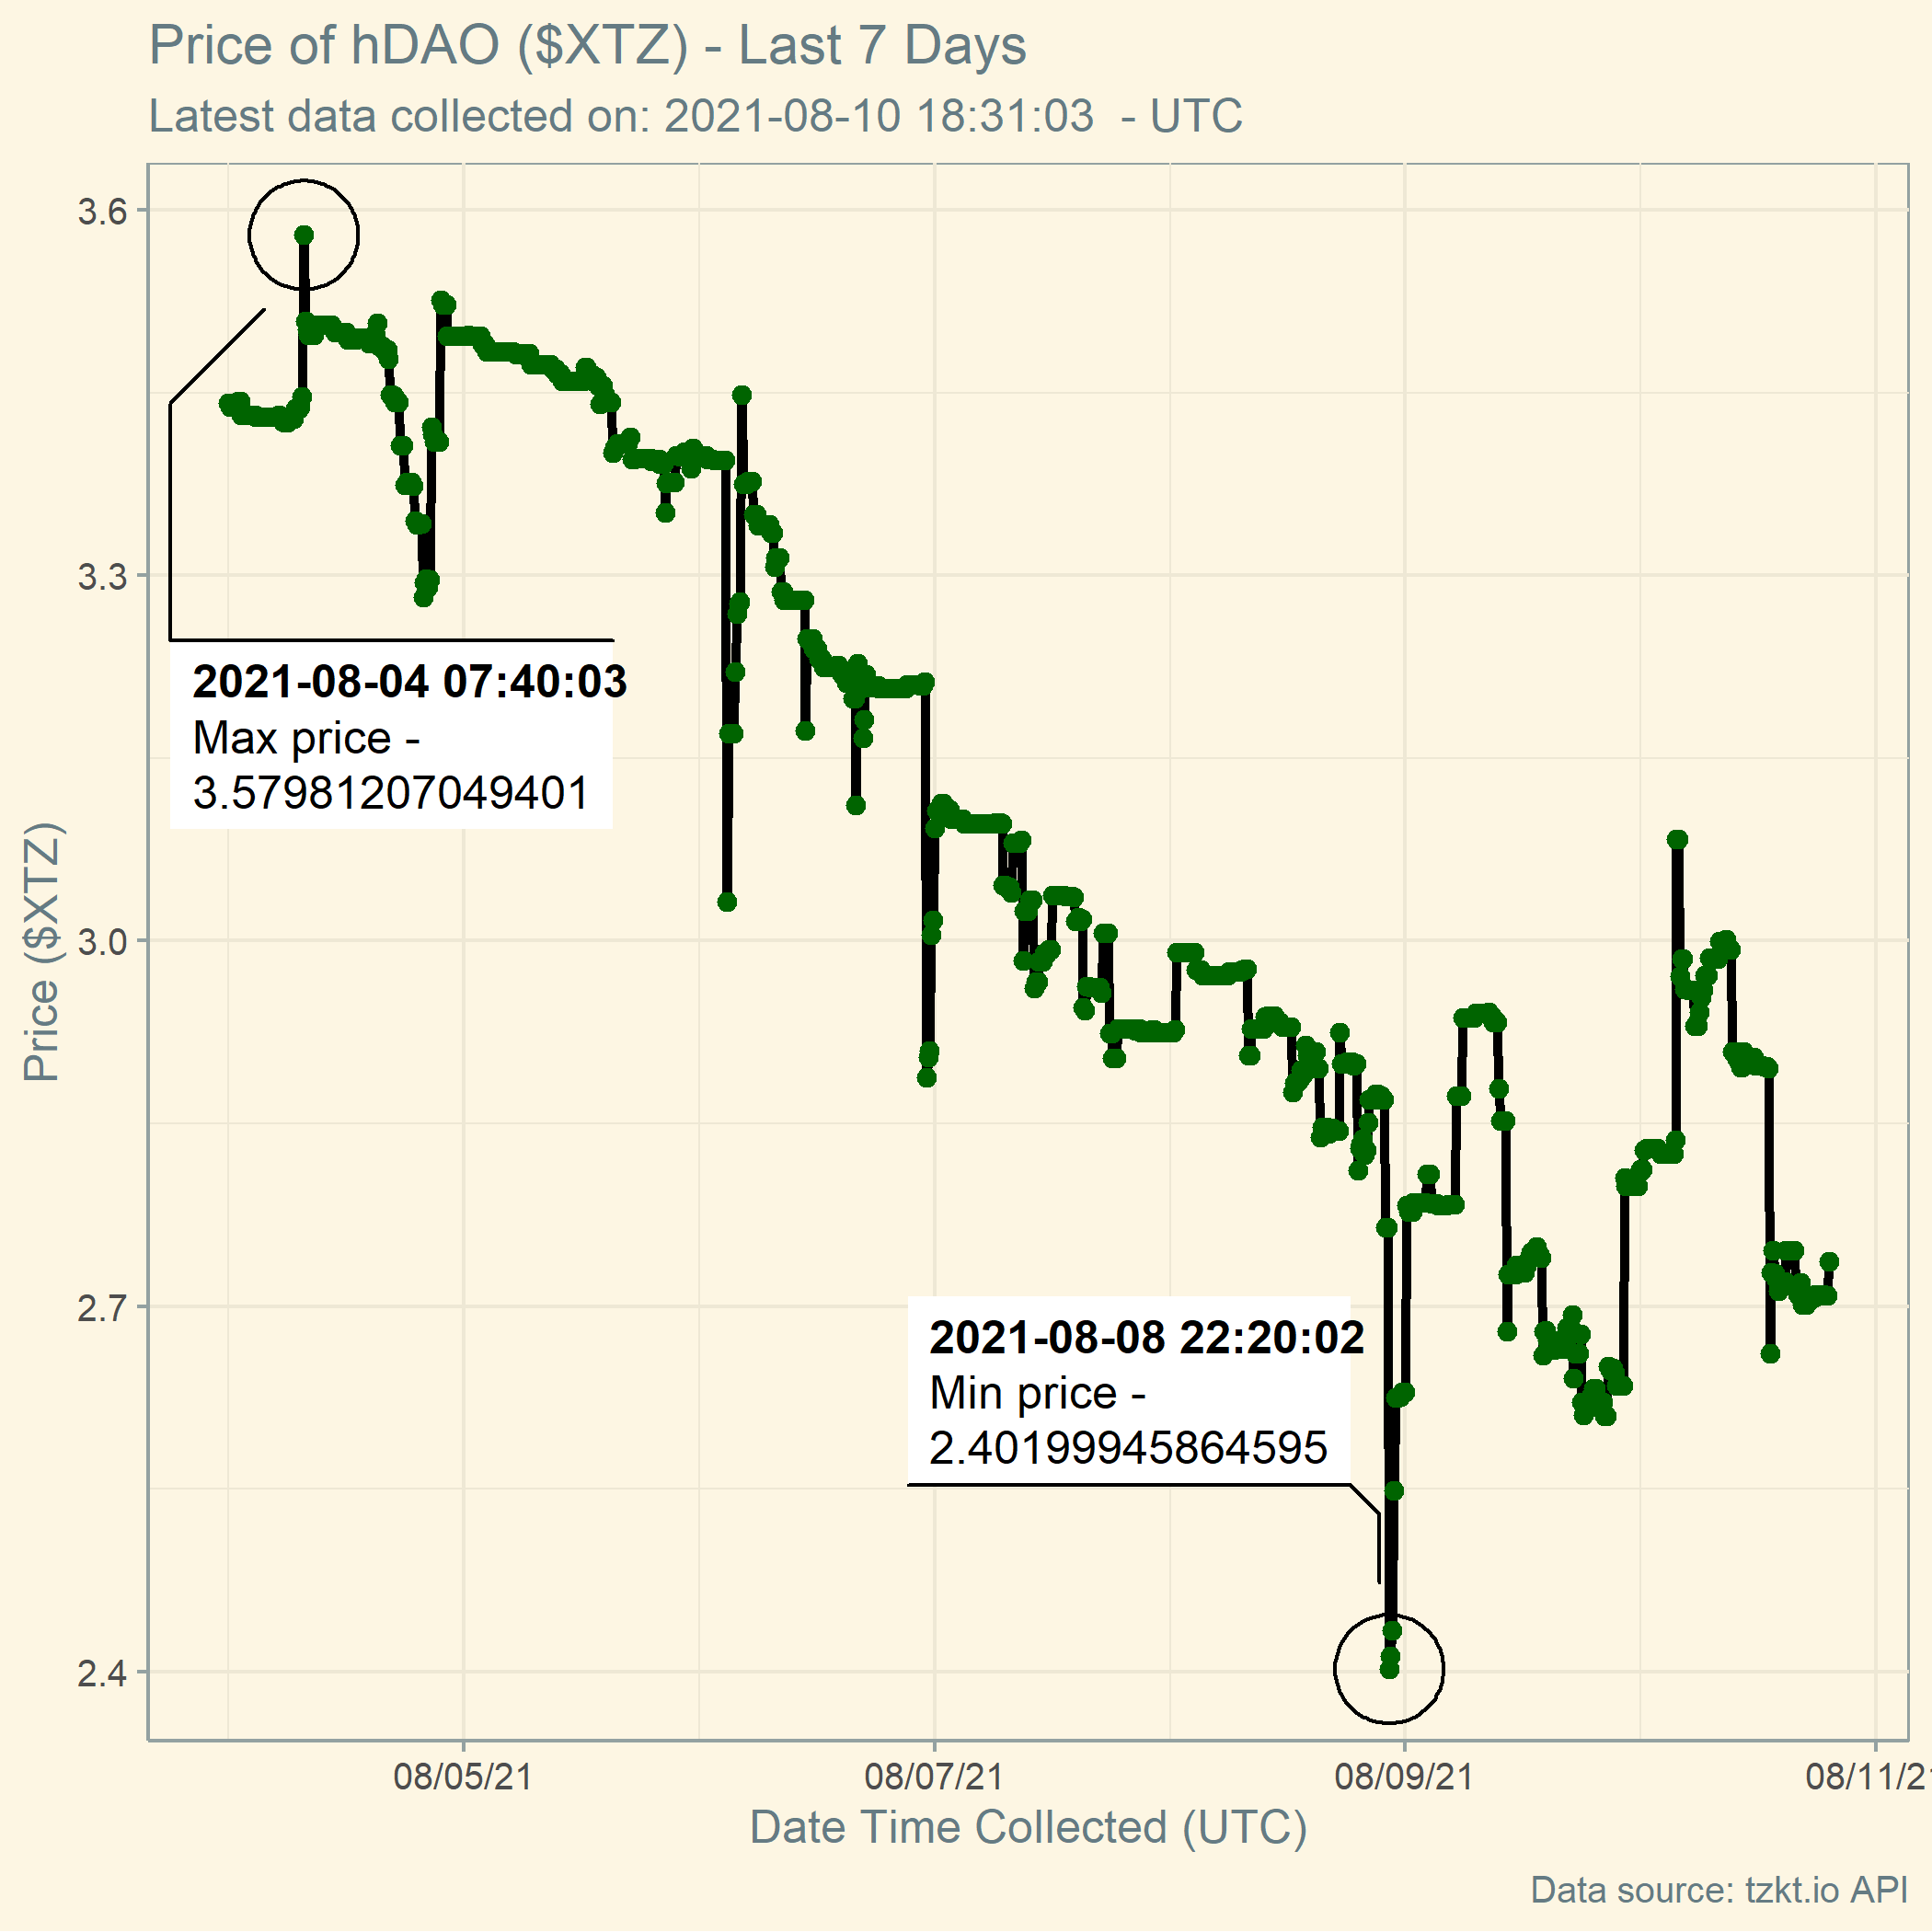 Price of hDAO ($XTZ) - Last 7 Days
Latest data collected on: 2021-08-10 18:31:03  - UTC
3.6
3.3
3.0
2.7
2.4
Price ($XTZ)
2021-08-04 07:40:03
Max price -
3.57981207049401
2021-08-08 22:20:02
Min price -
2.40199945864595
08/05/21
08/07/21
08/09/21
08/11/21
Date Time Collected (UTC)
Data source: tzkt.io API